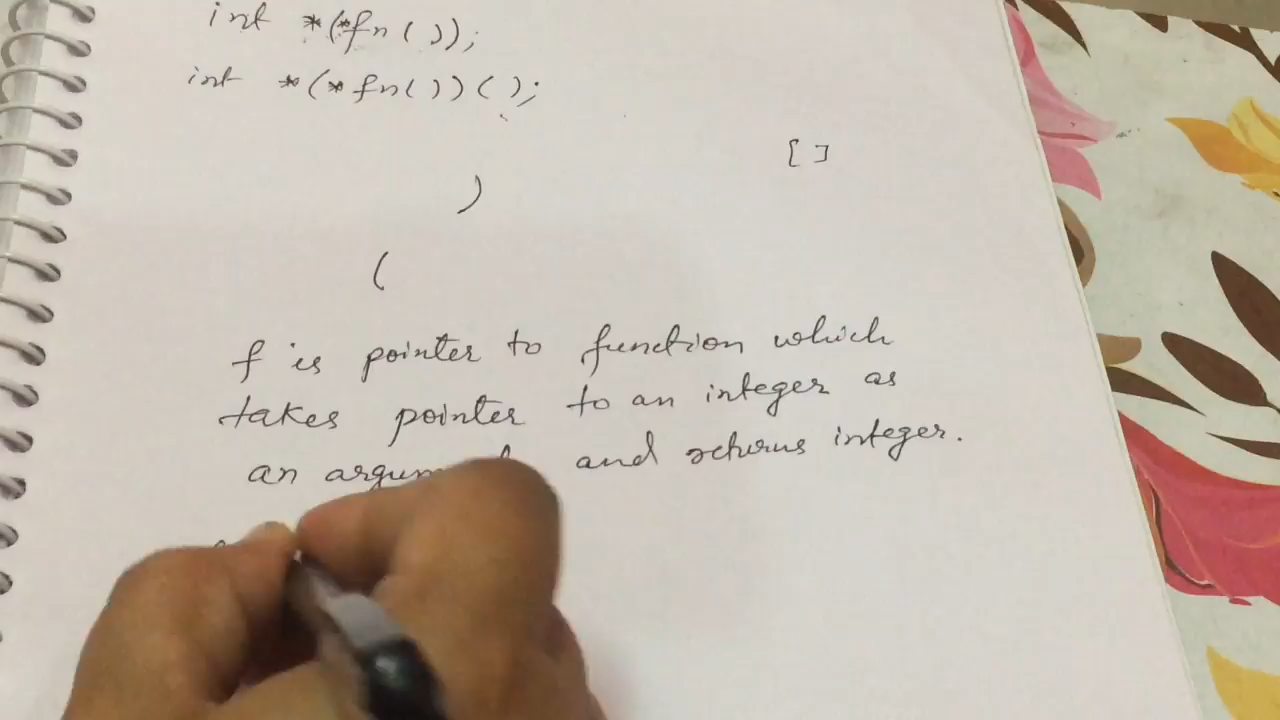 int *(*fn());
int *(*fn())();
[ ]
)
(
f is pointer to function which
takes pointer to an integer as
an and returns integer.